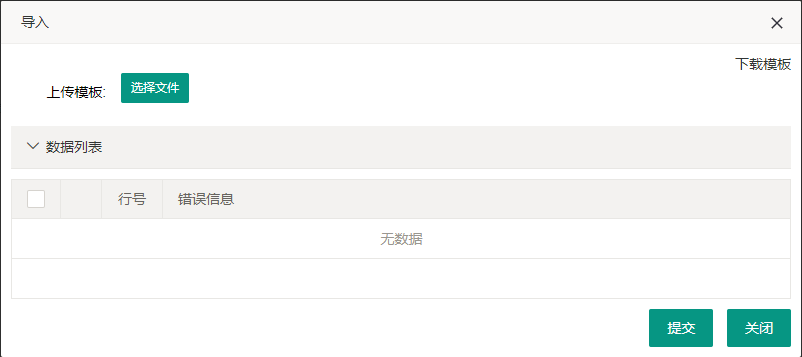 导入
下载模板
上传模板: 选择文件
数据列表
行号 错误信息
无数据
提交 关闭